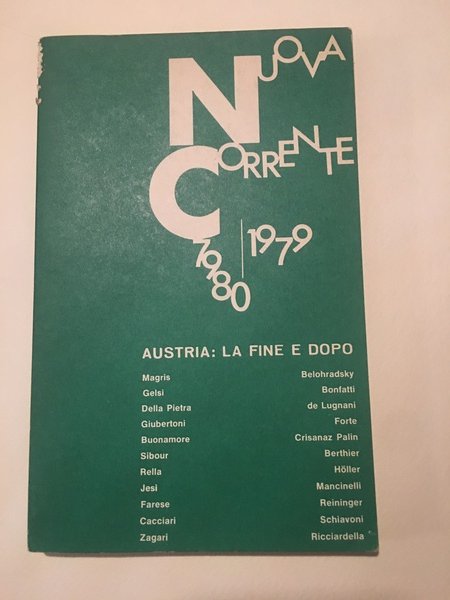 NUOVA
CORRENTE
1980 | 1979
AUSTRIA: LA FINE E DOPO
Magris
Gelsi
Della Pietra
Giubertoni
Buonamore
Sibour
Rella
Jesi
Farese
Cacciari
Zagari
Belohradsky
Bonfatti
de Lugnani
Forte
Crisanaz Palin
Berthier
Höller
Mancinelli
Reininger
Schiavoni
Ricciardella